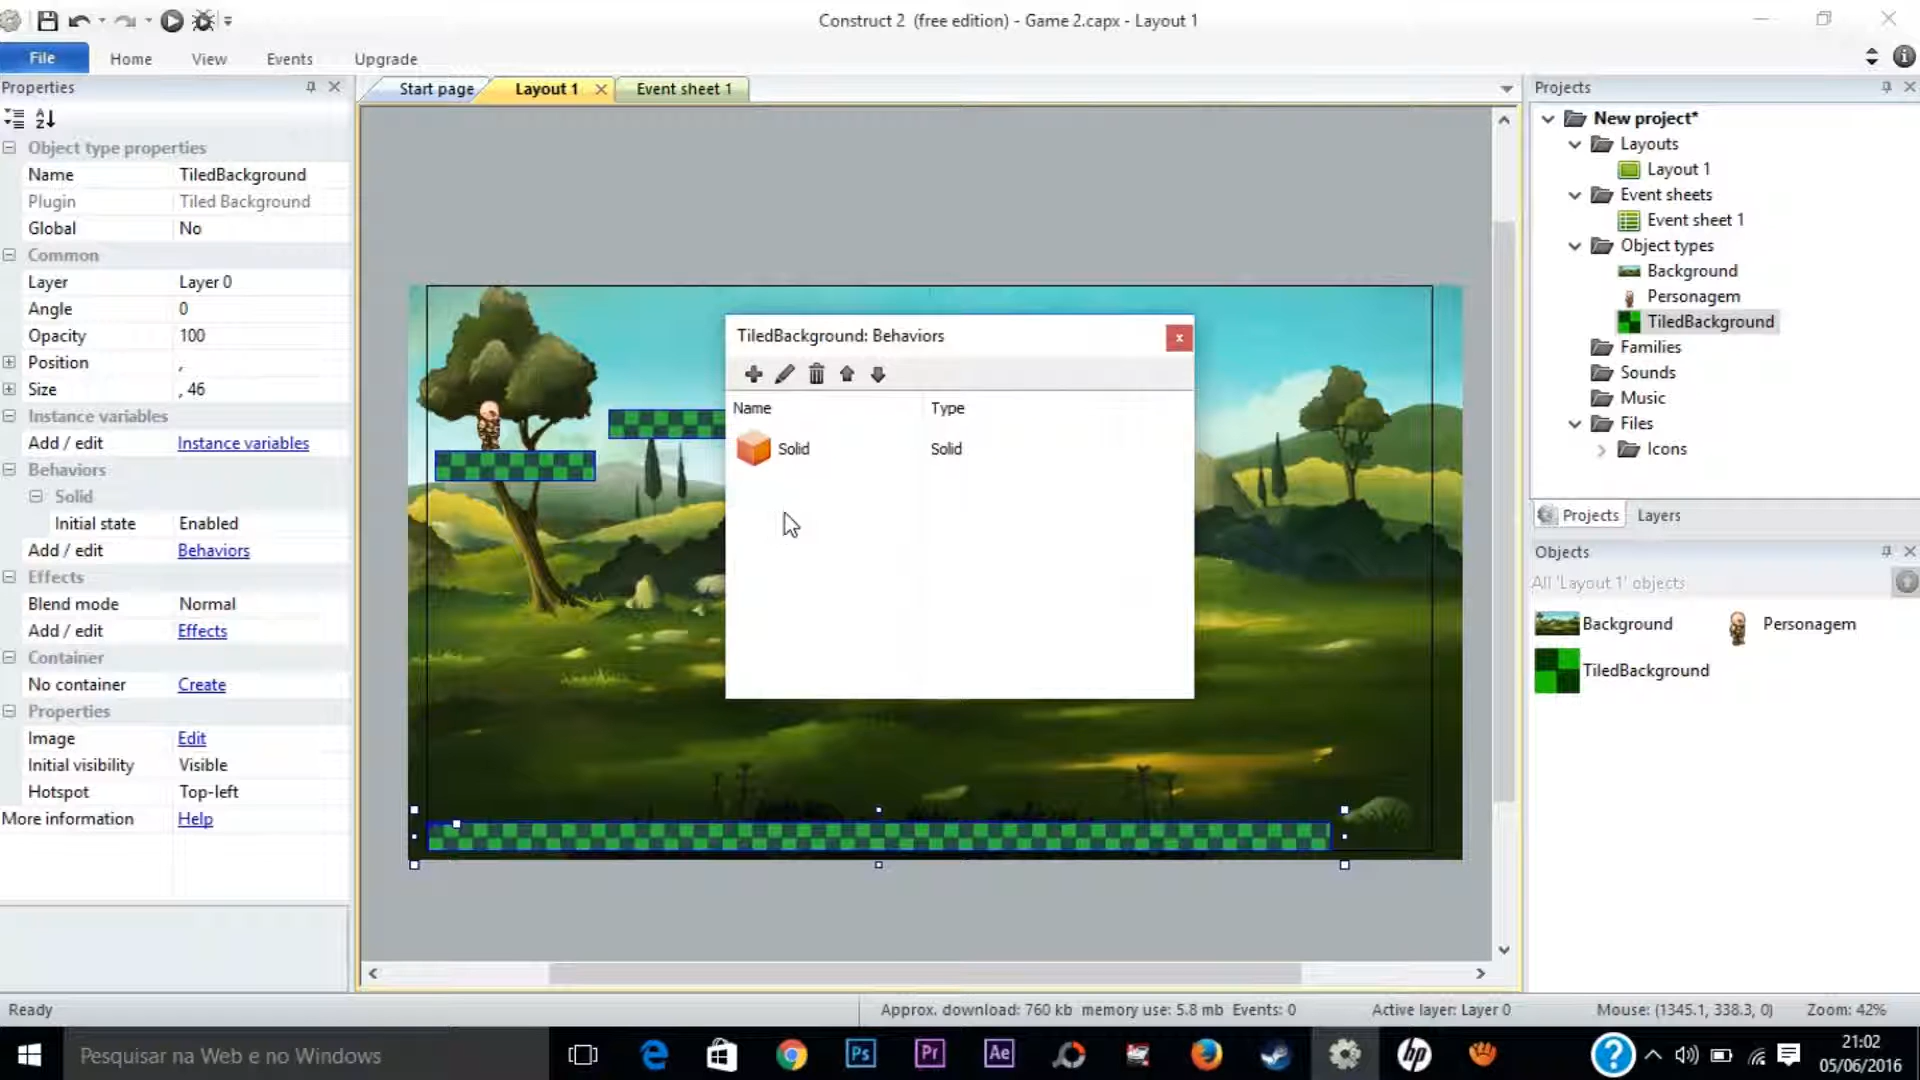 Construct 2 (free edition) - Game 2.capx - Layout 1
File Home View Events Upgrade
Properties
Object type properties
Name TiledBackground
Plugin Tiled Background
Global No
Common
Layer Layer 0
Angle 0
Opacity 100
Position ,
Size , 46
Instance variables
Add / edit Instance variables
Behaviors
Solid
Initial state Enabled
Add / edit Behaviors
Effects
Blend mode Normal
Add / edit Effects
Container
No container Create
Properties
Image Edit
Initial visibility Visible
Hotspot Top-left
More information Help
Start page Layout 1 Event sheet 1
TiledBackground: Behaviors
Name Type
Solid Solid
Projects
New project*
Layouts
Layout 1
Event sheets
Event sheet 1
Object types
Background
Personagem
TiledBackground
Families
Sounds
Music
Files
Icons
Projects Layers
Objects
All 'Layout 1' objects
Background Personagem
TiledBackground
Ready Approx. download: 760 kb memory use: 5.8 mb Events: 0 Active layer: Layer 0 Mouse: (1345.1, 338.3, 0) Zoom: 42%
Pesquisar na Web e no Windows
Ps Pr Ae hp ?
21:02
05/06/2016